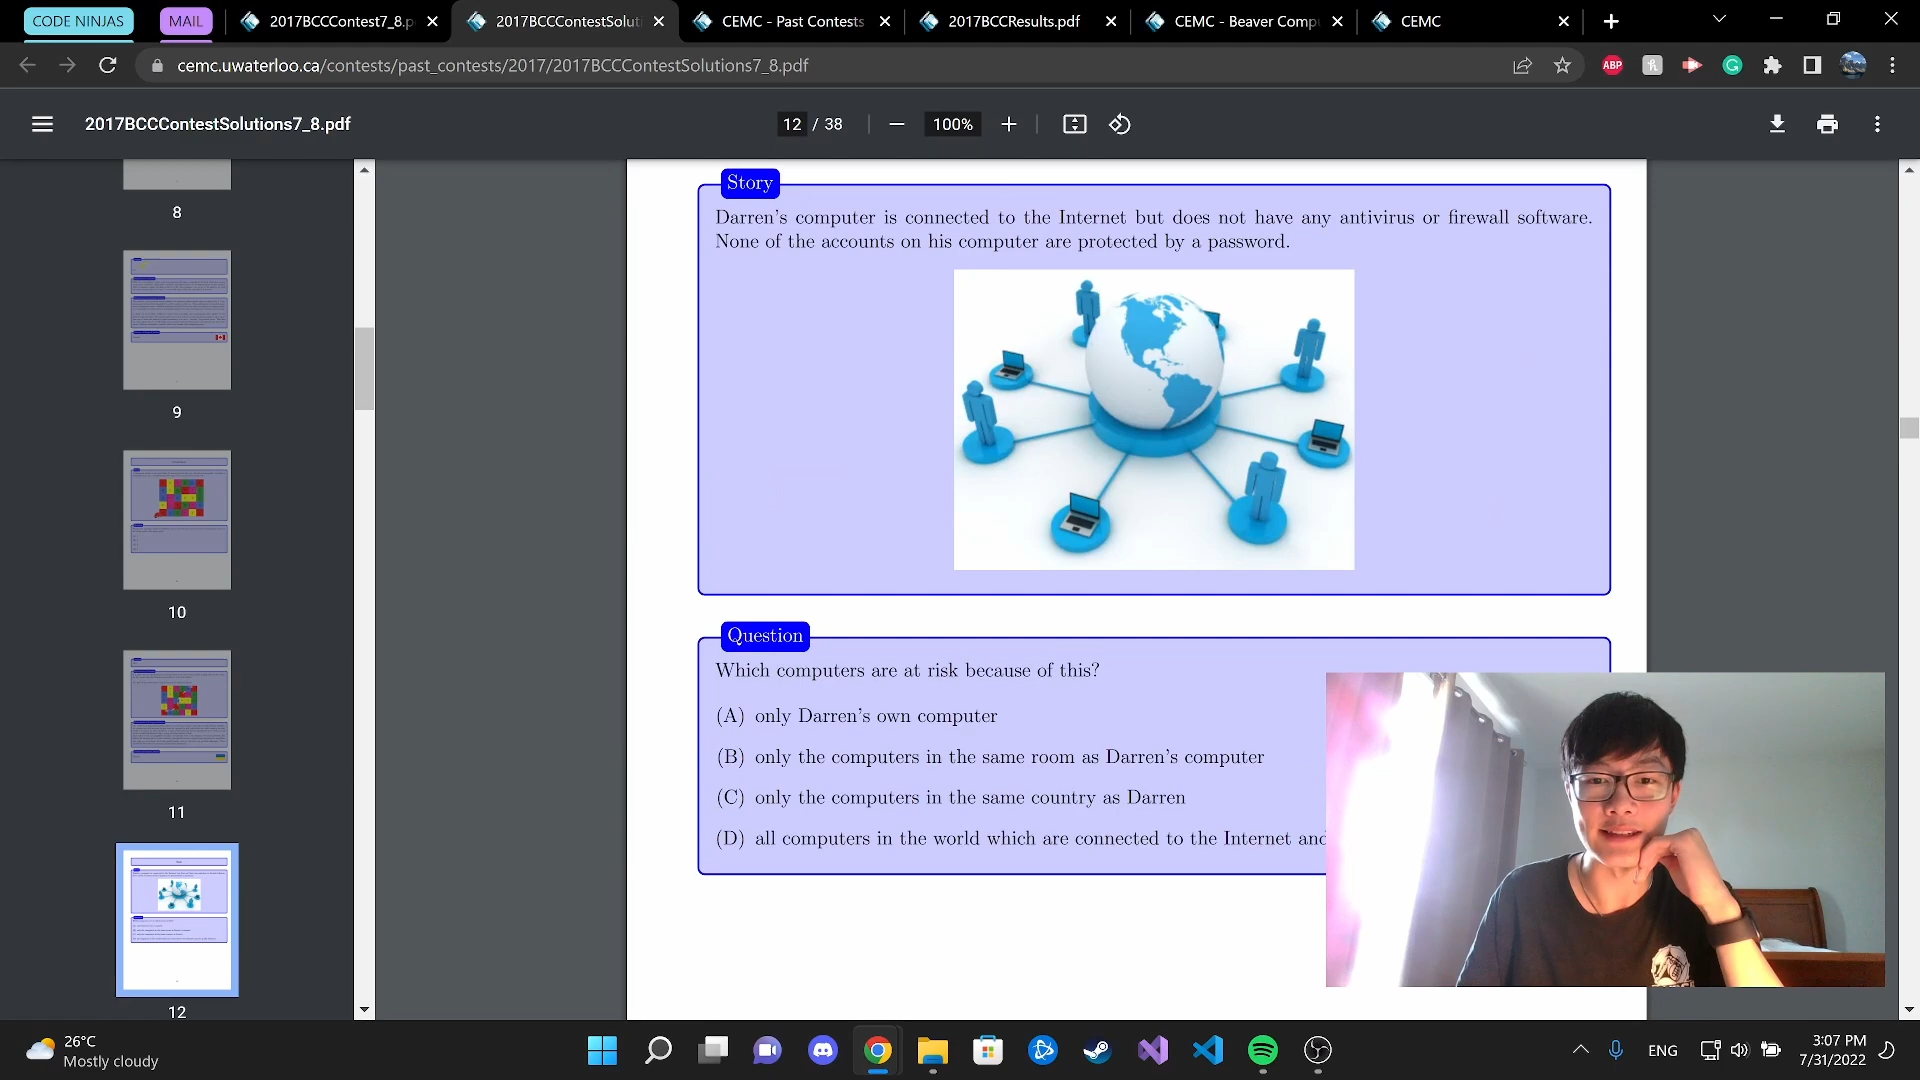 CODE NINJAS
MAIL
2017BCCContest7_8.p
2017BCCContestSolut
CEMC - Past Contests
2017BCCResults.pdf
CEMC - Beaver Comp
CEMC
cemc.uwaterloo.ca/contests/past_contests/2017/2017BCCContestSolutions7_8.pdf
ABP
2017BCCContestSolutions7_8.pdf
12 / 38
100%
8
9
10
11
12
Story
Darren's computer is connected to the Internet but does not have any antivirus or firewall software.
None of the accounts on his computer are protected by a password.
Question
Which computers are at risk because of this?
(A) only Darren's own computer
(B) only the computers in the same room as Darren's computer
(C) only the computers in the same country as Darren
(D) all computers in the world which are connected to the Internet and
26°C
Mostly cloudy
ENG
3:07 PM
7/31/2022